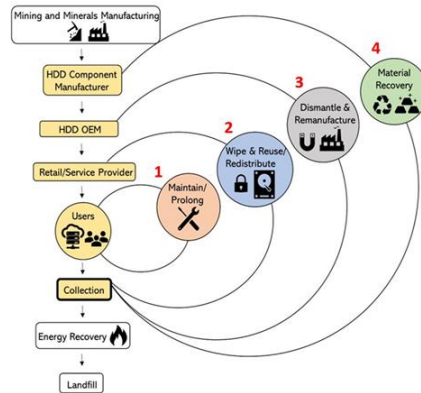 Mining and Minerals Manufacturing
4
HDD Component
Manufacturer
Material
Recovery
3
HDD OEM
Dismantle &
Remanufacture
2
Retail/Service Provider
Wipe & Reuse/
Redistribute
1
Maintain/
Prolong
Users
Collection
Energy Recovery
Landfill